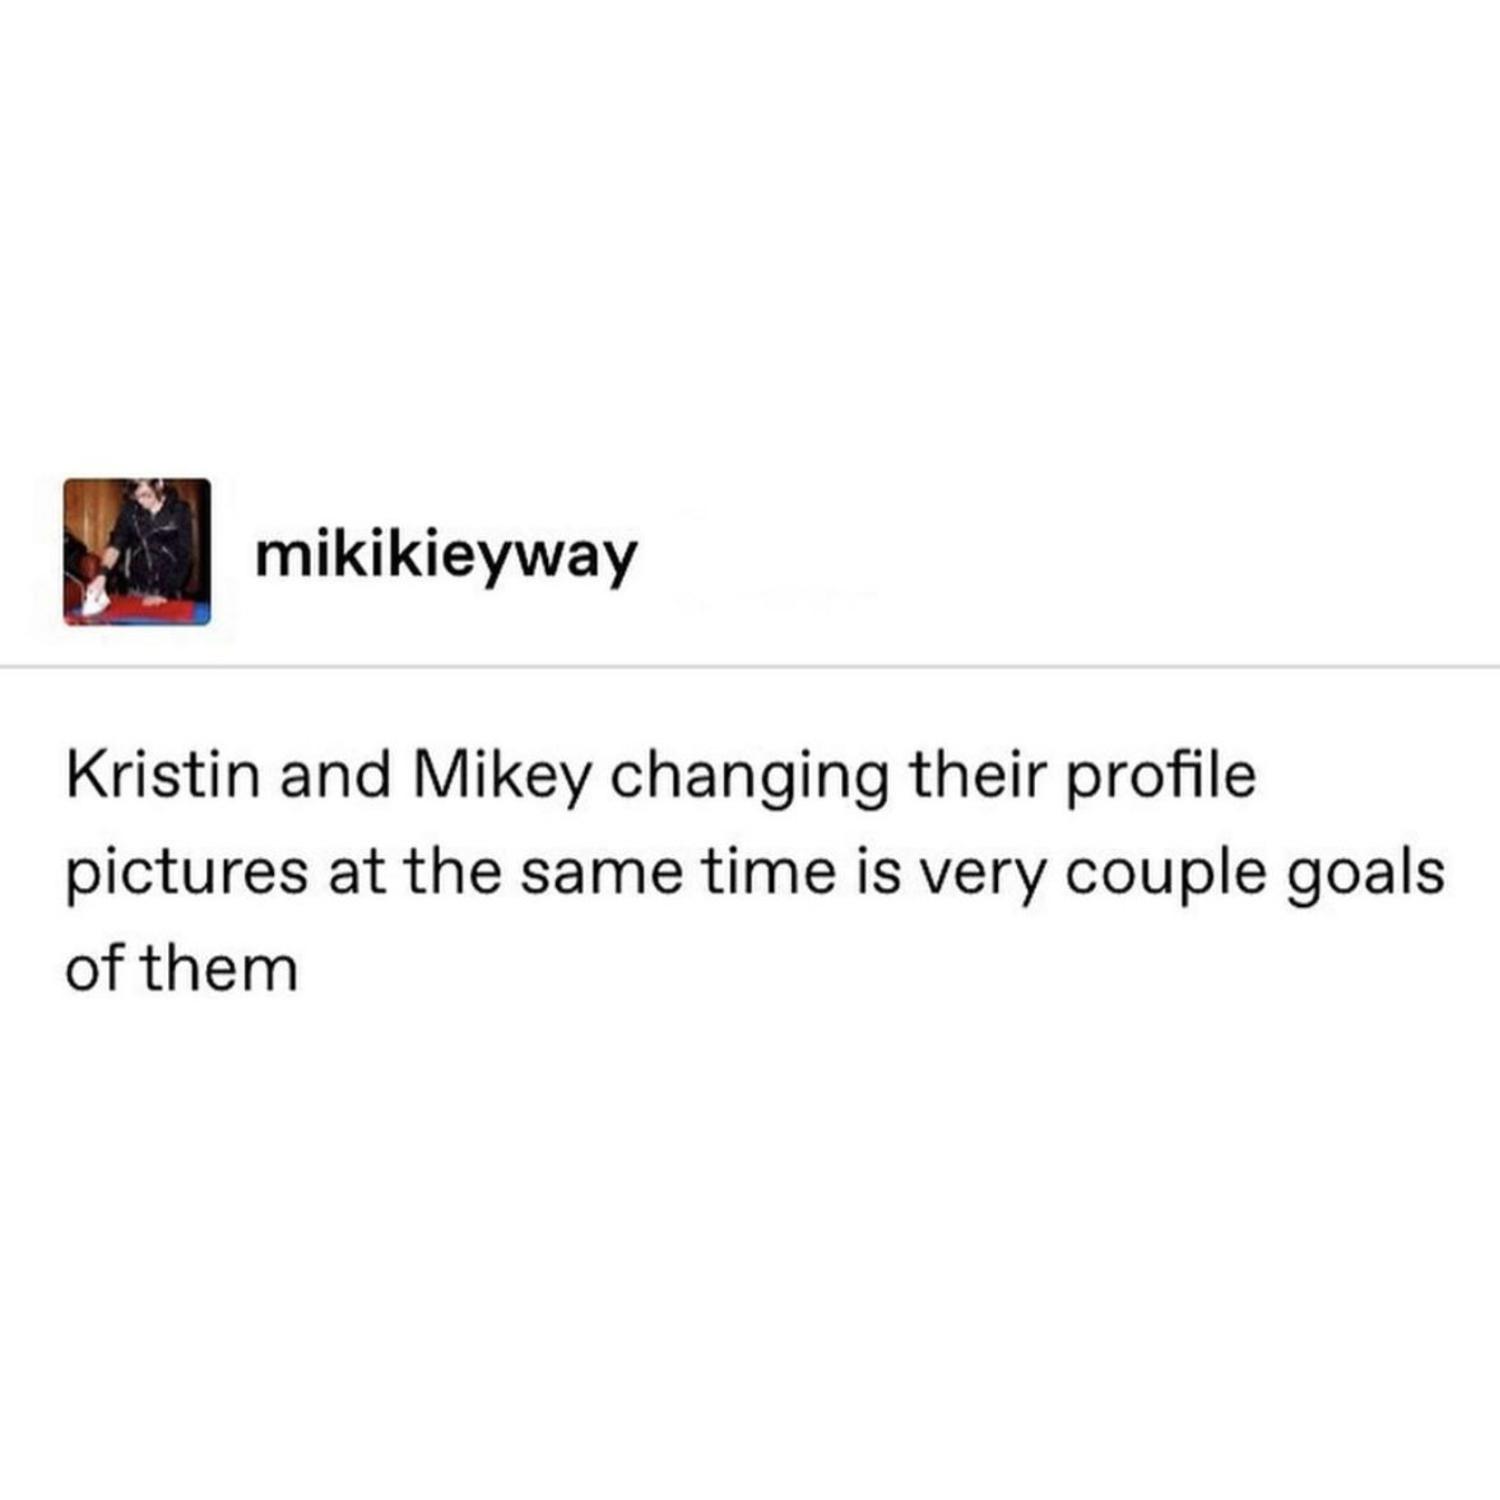 mikikieyway
Kristin and Mikey changing their profile
pictures at the same time is very couple goals
of them